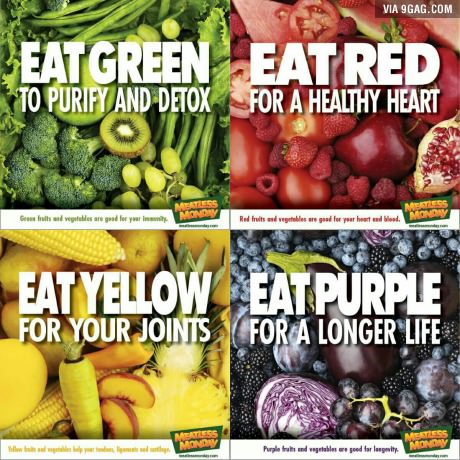 VIA 9GAG.COM
EAT GREEN
TO PURIFY AND DETOX
Green fruits and vegetables are good for your immunity.
MEATLESS
MONDAY
meatlessmonday.com
EAT RED
FOR A HEALTHY HEART
Red fruits and vegetables are good for your heart and blood.
MEATLESS
MONDAY
meatlessmonday.com
EAT YELLOW
FOR YOUR JOINTS
Yellow fruits and vegetables help your tendons, ligaments and cartilage.
MEATLESS
MONDAY
meatlessmonday.com
EAT PURPLE
FOR A LONGER LIFE
Purple fruits and vegetables are good for longevity.
MEATLESS
MONDAY
meatlessmonday.com